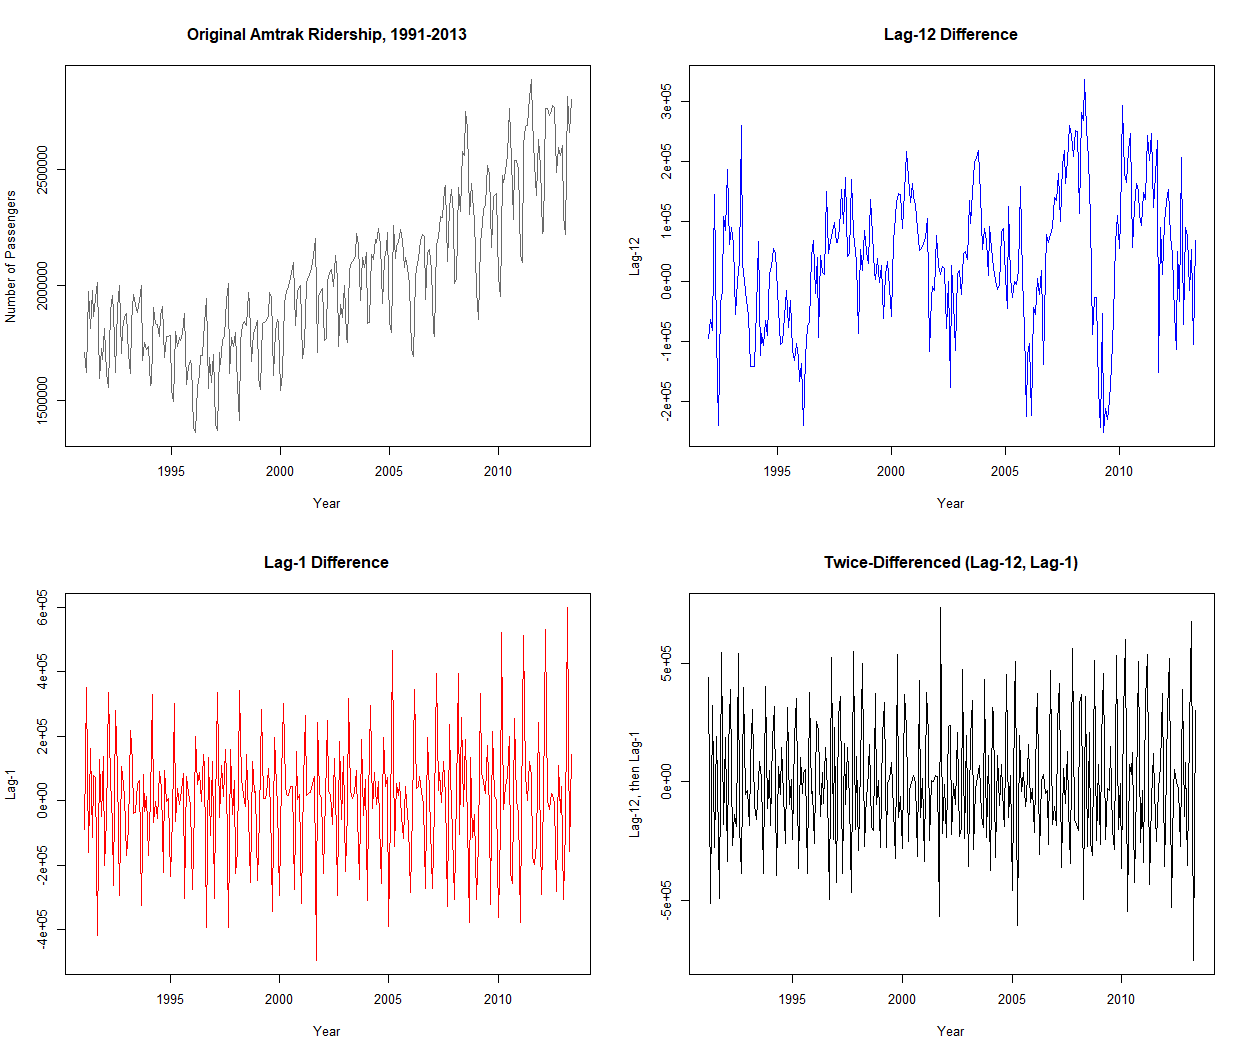 Original Amtrak Ridership, 1991-2013
Number of Passengers
2500000
2000000
1500000
1995 2000 2005 2010
Year
Lag-12 Difference
Lag-12
3e+05
2e+05
1e+05
0e+00
-1e+05
-2e+05
1995 2000 2005 2010
Year
Lag-1 Difference
Lag-1
6e+05
4e+05
2e+05
0e+00
-2e+05
-4e+05
1995 2000 2005 2010
Year
Twice-Differenced (Lag-12, Lag-1)
Lag-12, then Lag-1
5e+05
0e+00
-5e+05
1995 2000 2005 2010
Year